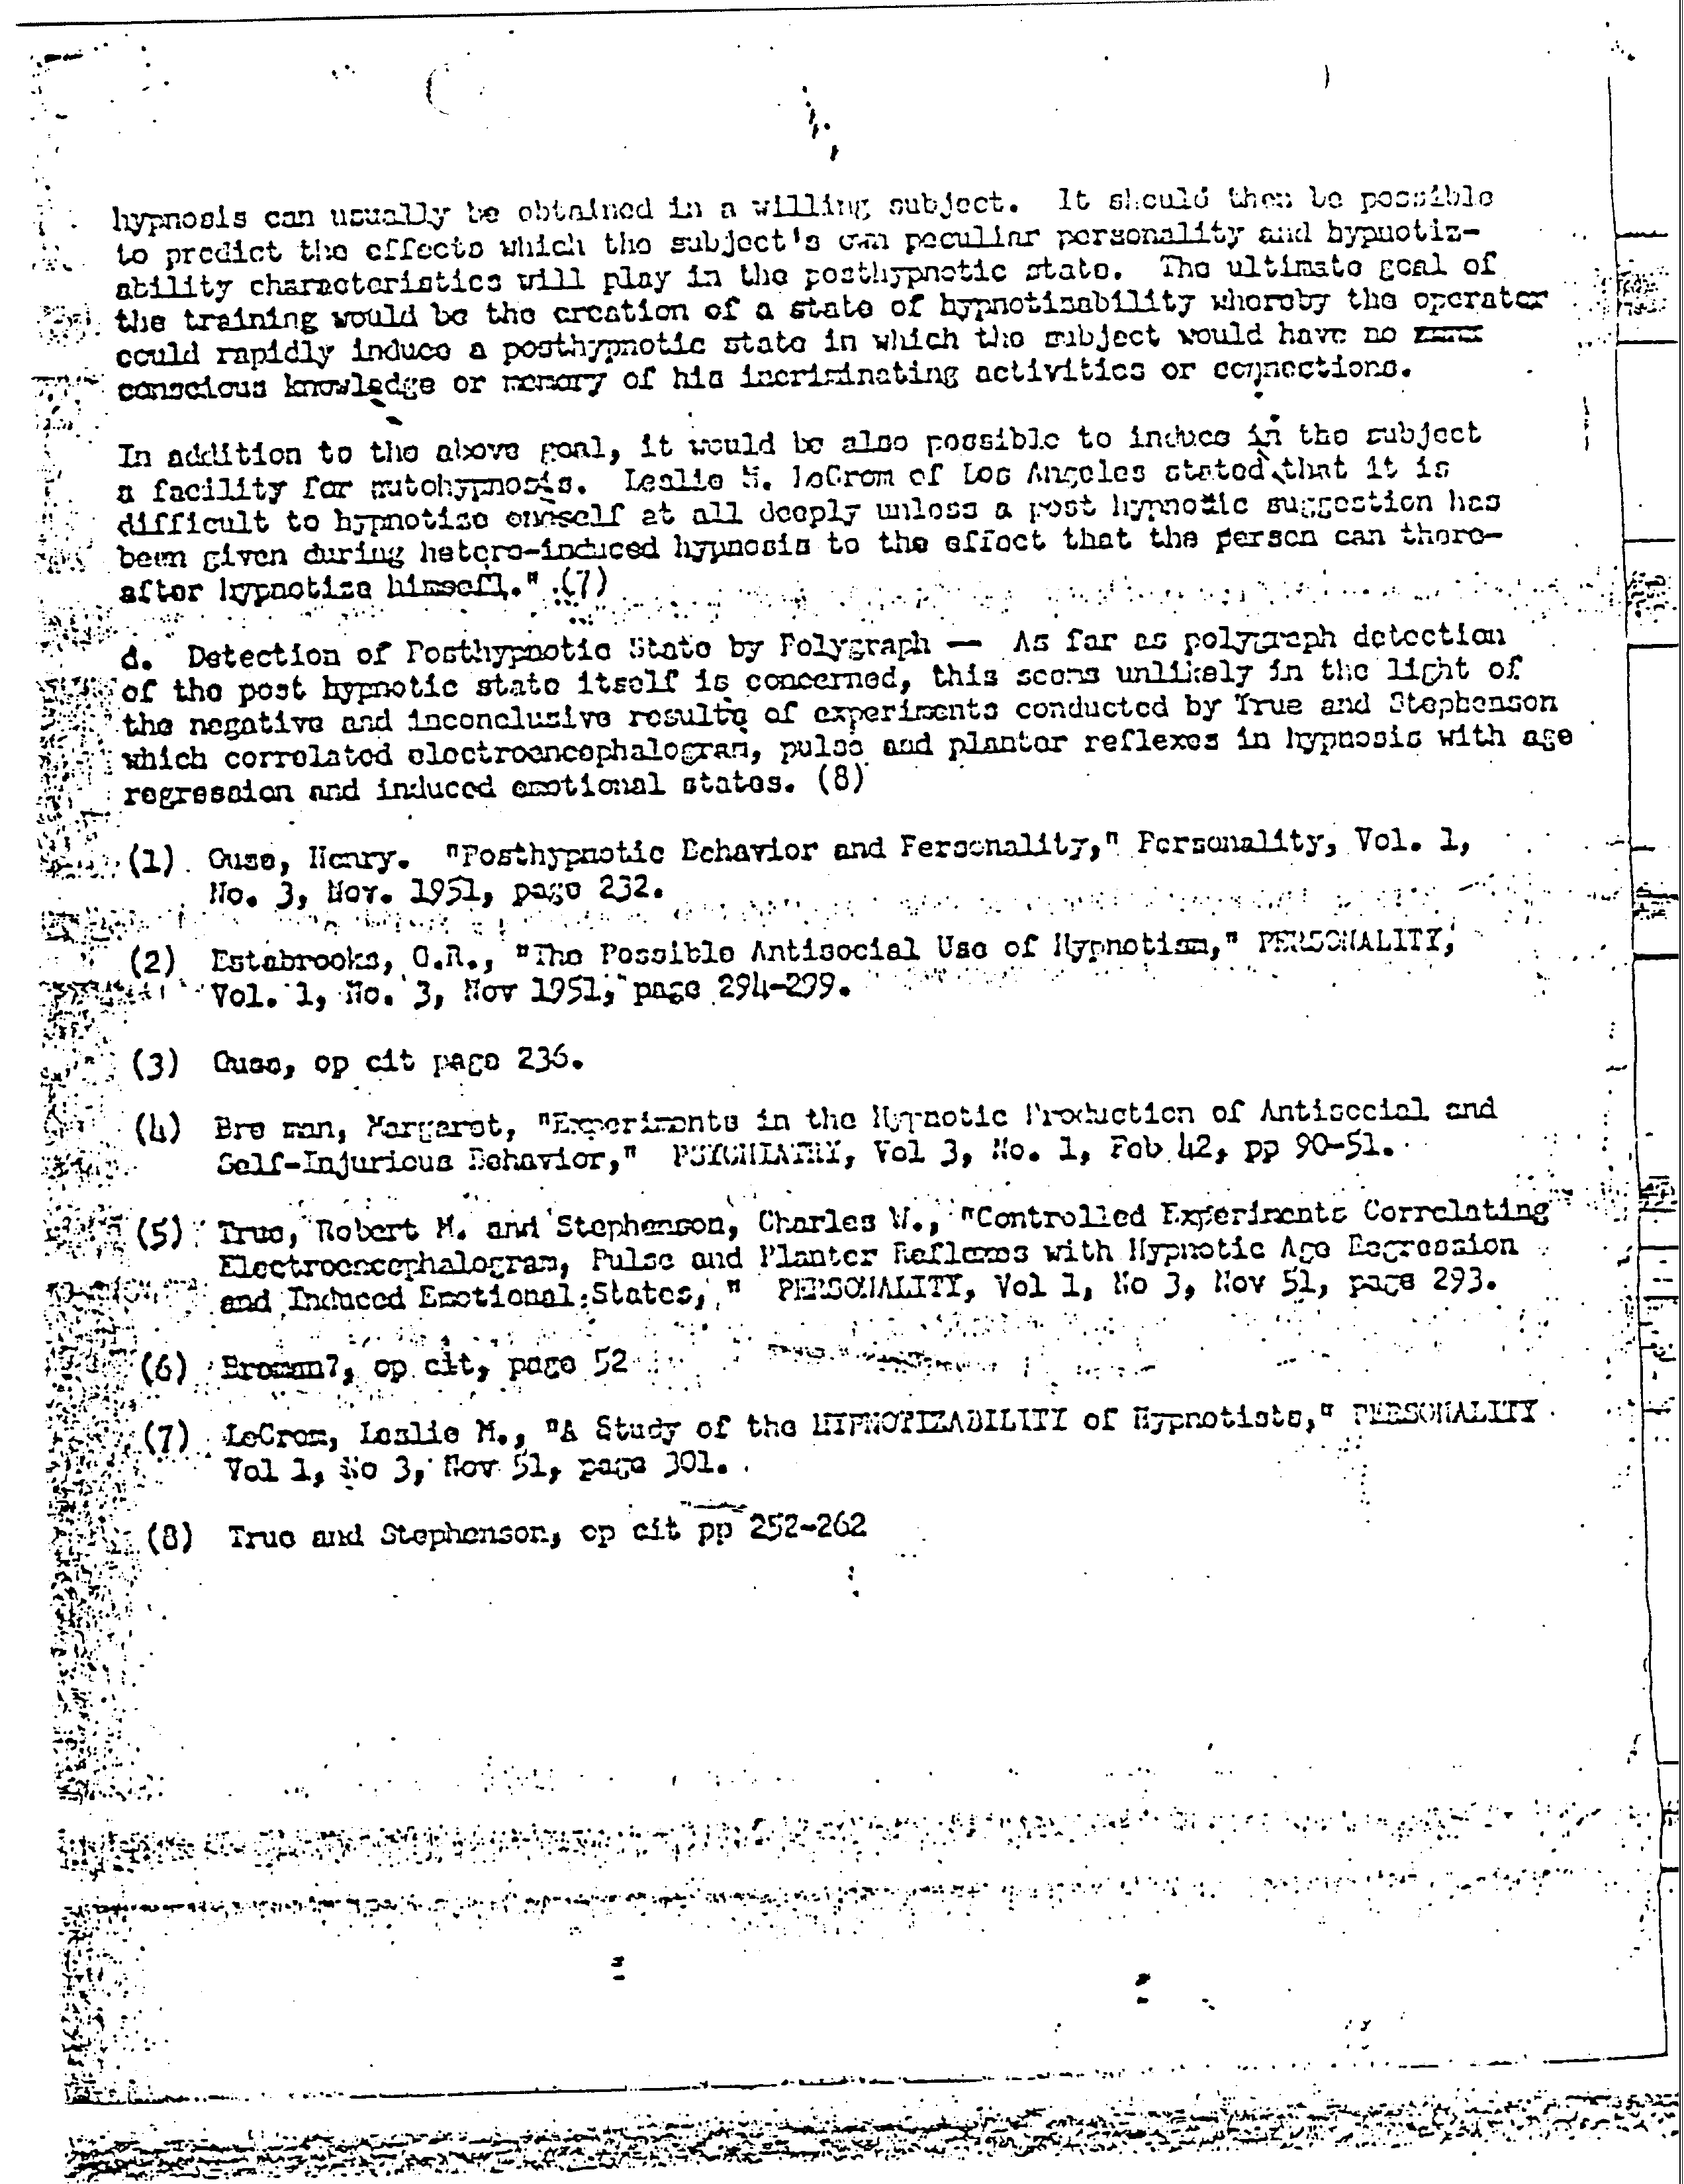 hypnosis can usually be obtained in a willing subject. It should then be possible
to predict the effects which the subject's own peculiar personality and hypnotiz-
ability characteristics will play in the posthypnotic state. The ultimate goal of
the training would be the creation of a state of hypnotizability whereby the operator
could rapidly induce a posthypnotic state in which the subject would have no
conscious knowledge or memory of his incriminating activities or connections.
In addition to the above goal, it would be also possible to induce in the subject
a facility for autohypnosis. Leslie M. LeCrom of Los Angeles stated that it is
difficult to hypnotize oneself at all deeply unless a post hypnotic suggestion has
been given during hetero-induced hypnosis to the effect that the person can there-
after hypnotize himself." (7)
d. Detection of Posthypnotic State by Polygraph — As far as polygraph detection
of the post hypnotic state itself is concerned, this seems unlikely in the light of
the negative and inconclusive results of experiments conducted by True and Stephenson
which correlated electroencephalogram, pulse and plantar reflexes in hypnosis with age
regression and induced emotional states. (8)
(1) Guse, Henry. "Posthypnotic Behavior and Personality," Personality, Vol. 1,
No. 3, Nov. 1951, page 232.
(2) Estabrooks, G.R., "The Possible Antisocial Use of Hypnotism," PERSONALITY,
Vol. 1, No. 3, Nov 1951, page 294-299.
(3) Guse, op cit page 236.
(4) Bre man, Margaret, "Experiments in the Hypnotic Production of Antisocial and
Self-Injurious Behavior," PSYCHIATRY, Vol 3, No. 1, Feb 42, pp 90-51.
(5) True, Robert M. and Stephenson, Charles W., "Controlled Experiments Correlating
Electroencephalogram, Pulse and Planter Reflexes with Hypnotic Age Regression
and Induced Emotional States," PERSONALITY, Vol 1, No 3, Nov 51, page 293.
(6) op cit, page 52
(7) LeCrom, Leslie M., "A Study of the HYPNOTIZABILITY of Hypnotists," PERSONALITY
Vol 1, No 3, Nov 51, page 301.
(8) True and Stephenson, op cit pp 252-262